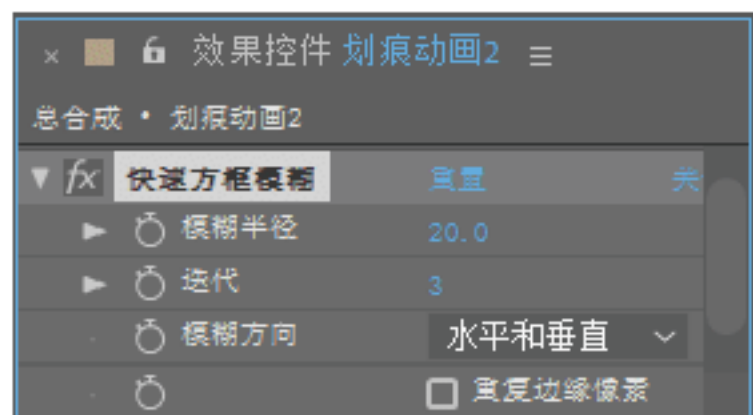 效果控件 划痕动画2
总合成 • 划痕动画2
fx 快速方框模糊 重置 关
模糊半径 20.0
迭代 3
模糊方向 水平和垂直
重复边缘像素